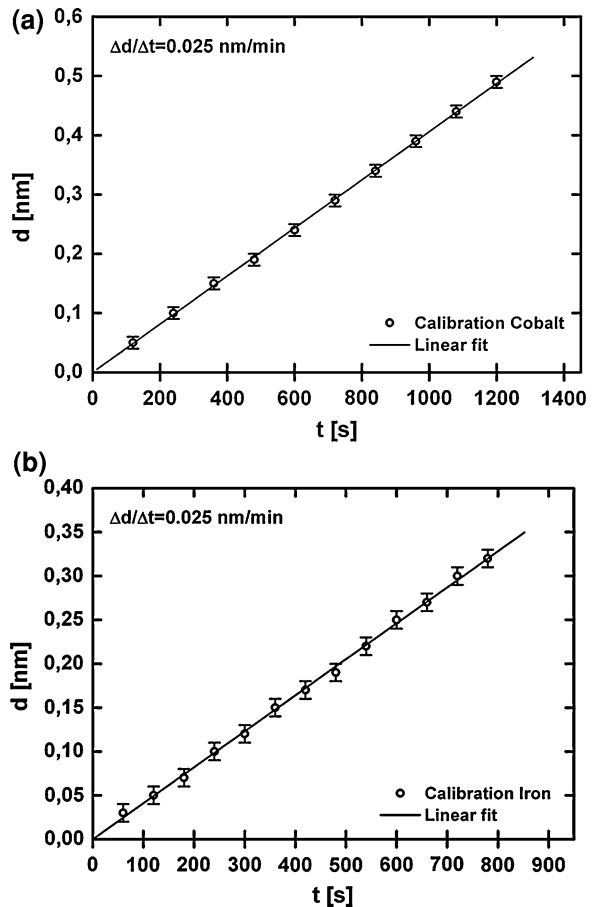 (a)
Δd/Δt=0.025 nm/min
0,6
0,5
0,4
0,3
0,2
0,1
0,0
d [nm]
Calibration Cobalt
Linear fit
0 200 400 600 800 1000 1200 1400
t [s]
(b)
Δd/Δt=0.025 nm/min
0,40
0,35
0,30
0,25
0,20
0,15
0,10
0,05
0,00
d [nm]
Calibration Iron
Linear fit
0 100 200 300 400 500 600 700 800 900
t [s]